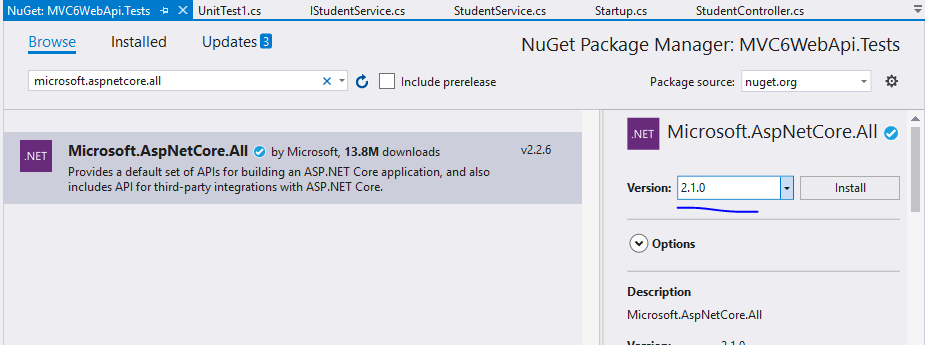 NuGet: MVC6WebApi.Tests
UnitTest1.cs
IStudentService.cs
StudentService.cs
Startup.cs
StudentController.cs
Browse
Installed
Updates 3
NuGet Package Manager: MVC6WebApi.Tests
microsoft.aspnetcore.all
Include prerelease
Package source: nuget.org
.NET
Microsoft.AspNetCore.All by Microsoft, 13.8M downloads
v2.2.6
Provides a default set of APIs for building an ASP.NET Core application, and also
includes API for third-party integrations with ASP.NET Core.
.NET
Microsoft.AspNetCore.All
Version: 2.1.0
Install
Options
Description
Microsoft.AspNetCore.All
Version: 2.1.0